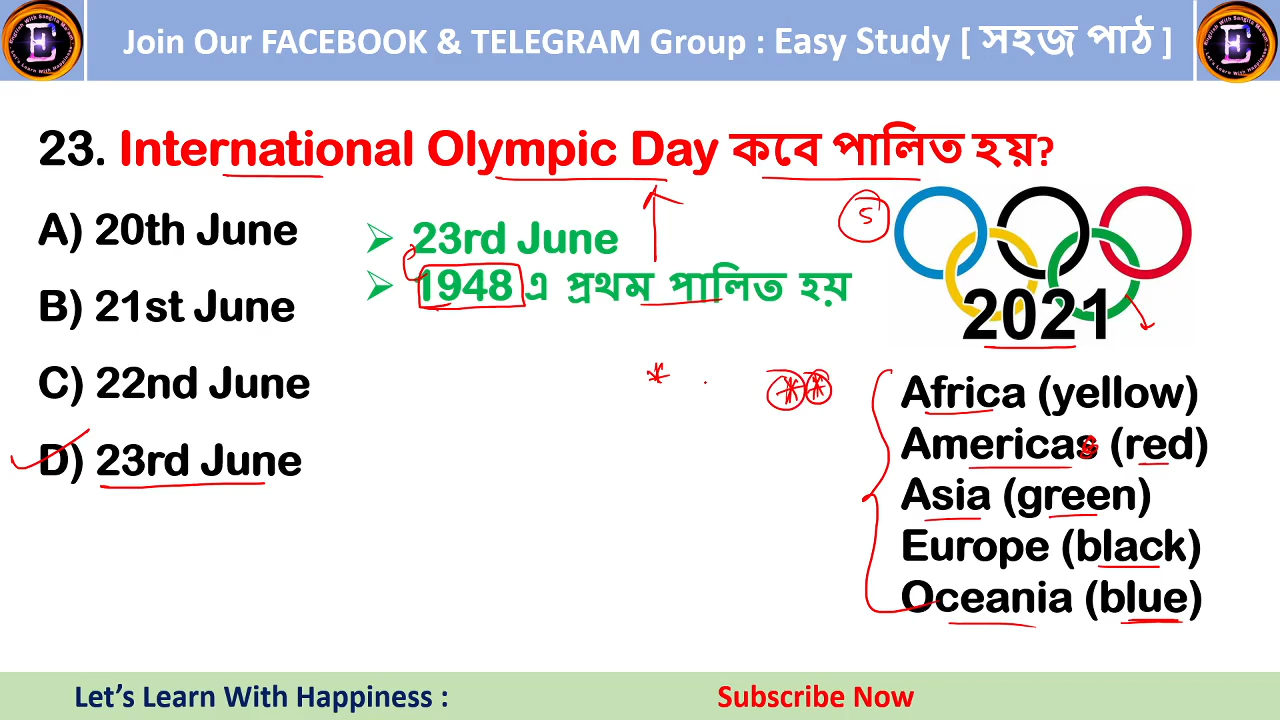 Join Our FACEBOOK & TELEGRAM Group : Easy Study [ সহজ পাঠ ]
E
E
23. International Olympic Day কবে পালিত হয়?
A) 20th June
B) 21st June
C) 22nd June
D) 23rd June
➢ 23rd June
➢ 1948 এ প্রথম পালিত হয়
5
2021
Africa (yellow)
Americas (red)
Asia (green)
Europe (black)
Oceania (blue)
Let's Learn With Happiness :
Subscribe Now